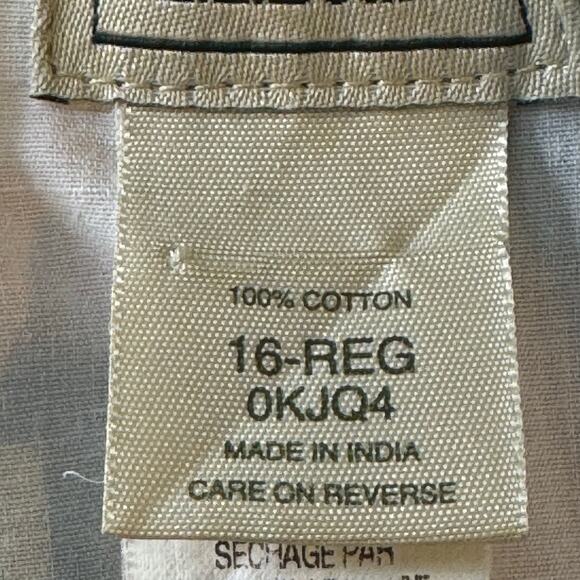 100% COTTON
16-REG
0KJQ4
MADE IN INDIA
CARE ON REVERSE
SECHAGE PAR